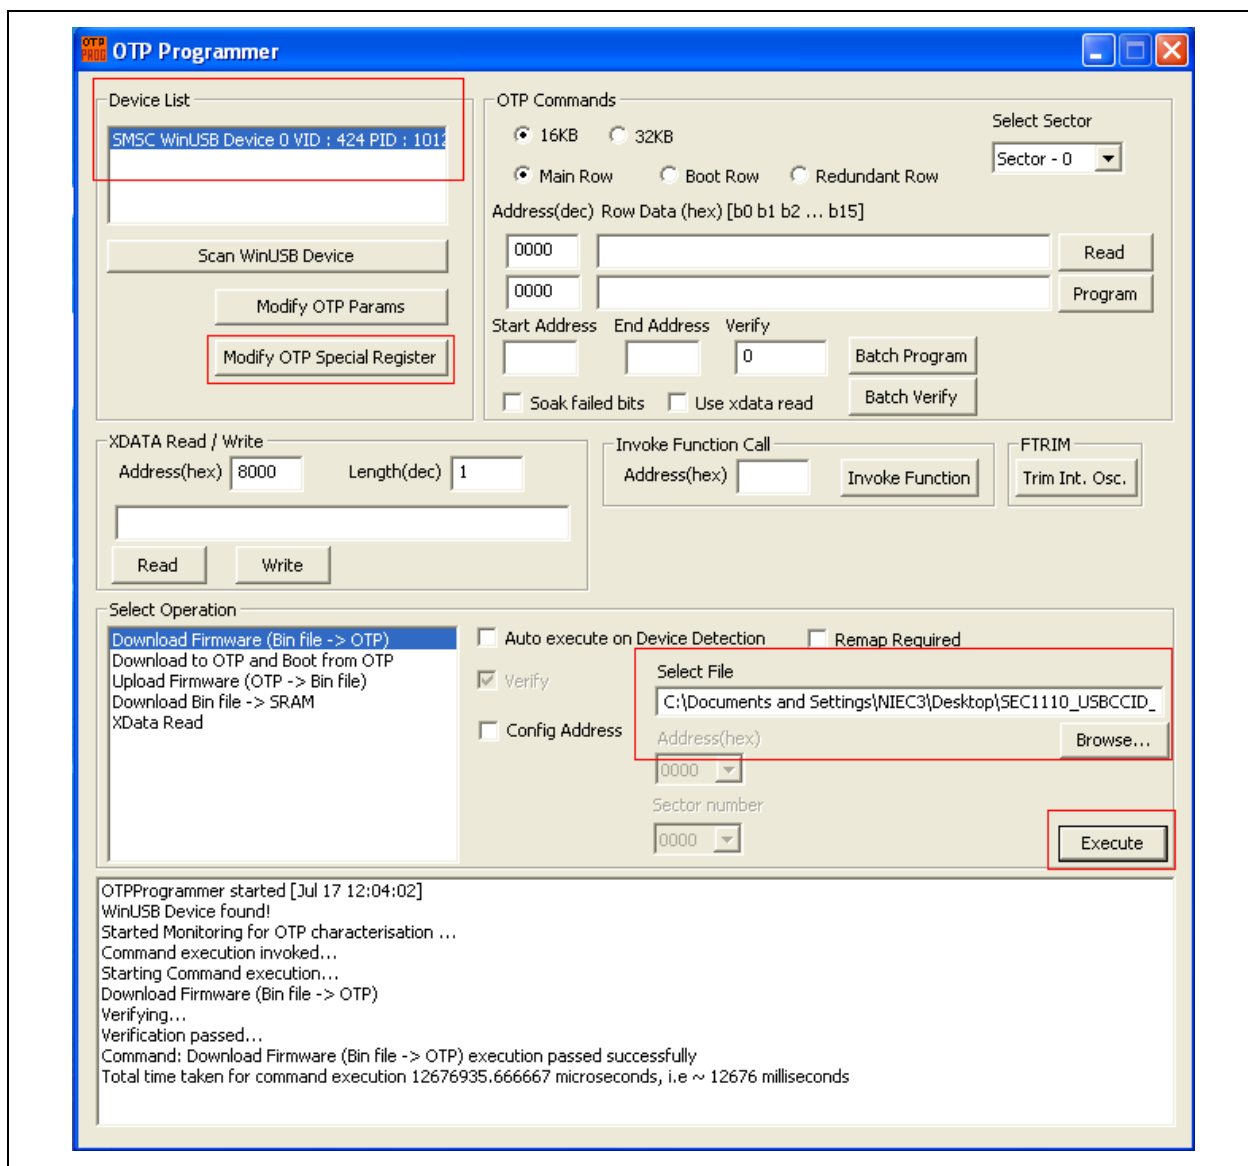 OTP PROG OTP Programmer
Device List
SMSC WinUSB Device 0 VID : 424 PID : 1012
Scan WinUSB Device
Modify OTP Params
Modify OTP Special Register
OTP Commands
16KB 32KB
Select Sector
Sector - 0
Main Row Boot Row Redundant Row
Address(dec) Row Data (hex) [b0 b1 b2 ... b15]
0000 Read
0000 Program
Start Address End Address Verify
0 Batch Program
Soak failed bits Use xdata read Batch Verify
XDATA Read / Write
Address(hex) 8000 Length(dec) 1
Read Write
Invoke Function Call
Address(hex) Invoke Function
FTRIM
Trim Int. Osc.
Select Operation
Download Firmware (Bin file -> OTP)
Download to OTP and Boot from OTP
Upload Firmware (OTP -> Bin file)
Download Bin file -> SRAM
XData Read
Auto execute on Device Detection Remap Required
Verify
Config Address
Select File
C:\Documents and Settings\NIEC3\Desktop\SEC1110_USBCCID_
Address(hex) Browse...
0000
Sector number
0000
Execute
OTPProgrammer started [Jul 17 12:04:02]
WinUSB Device found!
Started Monitoring for OTP characterisation ...
Command execution invoked...
Starting Command execution...
Download Firmware (Bin file -> OTP)
Verifying...
Verification passed...
Command: Download Firmware (Bin file -> OTP) execution passed successfully
Total time taken for command execution 12676935.666667 microseconds, i.e ~ 12676 milliseconds